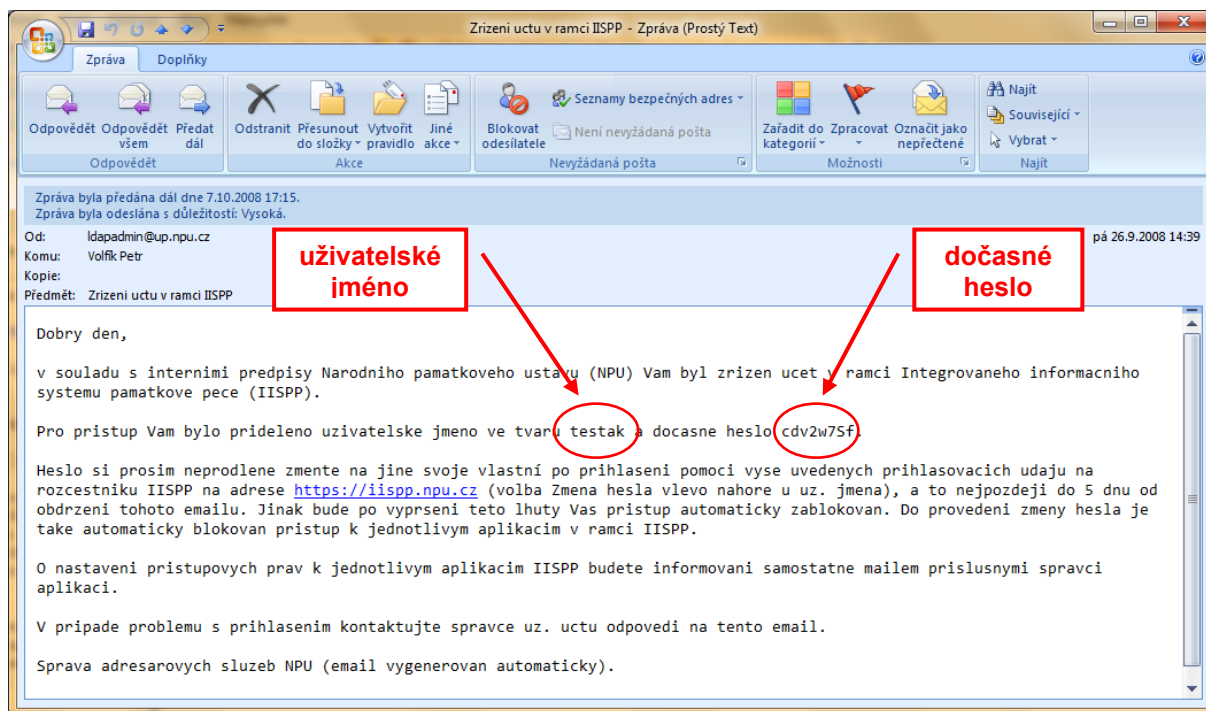 Zrizeni uctu v ramci IISPP - Zpráva (Prostý Text)
Zpráva Doplňky
Odpovědět Odpovědět všem Předat dál
Odpovědět
Odstranit Přesunout do složky Vytvořit pravidlo Jiné akce
Akce
Blokovat odesílatele
Seznamy bezpečných adres
Není nevyžádaná pošta
Nevyžádaná pošta
Zařadit do kategorií Zpracovat Označit jako nepřečtené
Možnosti
Najít
Související
Vybrat
Najít
Zpráva byla předána dál dne 7.10.2008 17:15.
Zpráva byla odeslána s důležitostí: Vysoká.
Od: ldapadmin@up.npu.cz
pá 26.9.2008 14:39
Komu: Volfík Petr
Kopie:
Předmět: Zrizeni uctu v ramci IISPP
uživatelské
jméno
dočasné
heslo
Dobry den,
v souladu s internimi predpisy Narodniho pamatkoveho ustavu (NPU) Vam byl zrizen ucet v ramci Integrovaneho informacniho
systemu pamatkove pece (IISPP).
Pro pristup Vam bylo prideleno uzivatelske jmeno ve tvaru testak a docasne heslo cdv2w7Sf.
Heslo si prosim neprodlene zmente na jine svoje vlastní po prihlaseni pomoci vyse uvedenych prihlasovacich udaju na
rozcestniku IISPP na adrese https://iispp.npu.cz (volba Zmena hesla vlevo nahore u uz. jmena), a to nejpozdeji do 5 dnu od
obdrzeni tohoto emailu. Jinak bude po vyprseni teto lhuty Vas pristup automaticky zablokovan. Do provedeni zmeny hesla je
take automaticky blokovan pristup k jednotlivym aplikacim v ramci IISPP.
O nastaveni pristupovych prav k jednotlivym aplikacim IISPP budete informovani samostatne mailem prislusnymi spravci
aplikaci.
V pripade problemu s prihlasenim kontaktujte spravce uz. uctu odpovedi na tento email.
Sprava adresarovych sluzeb NPU (email vygenerovan automaticky).